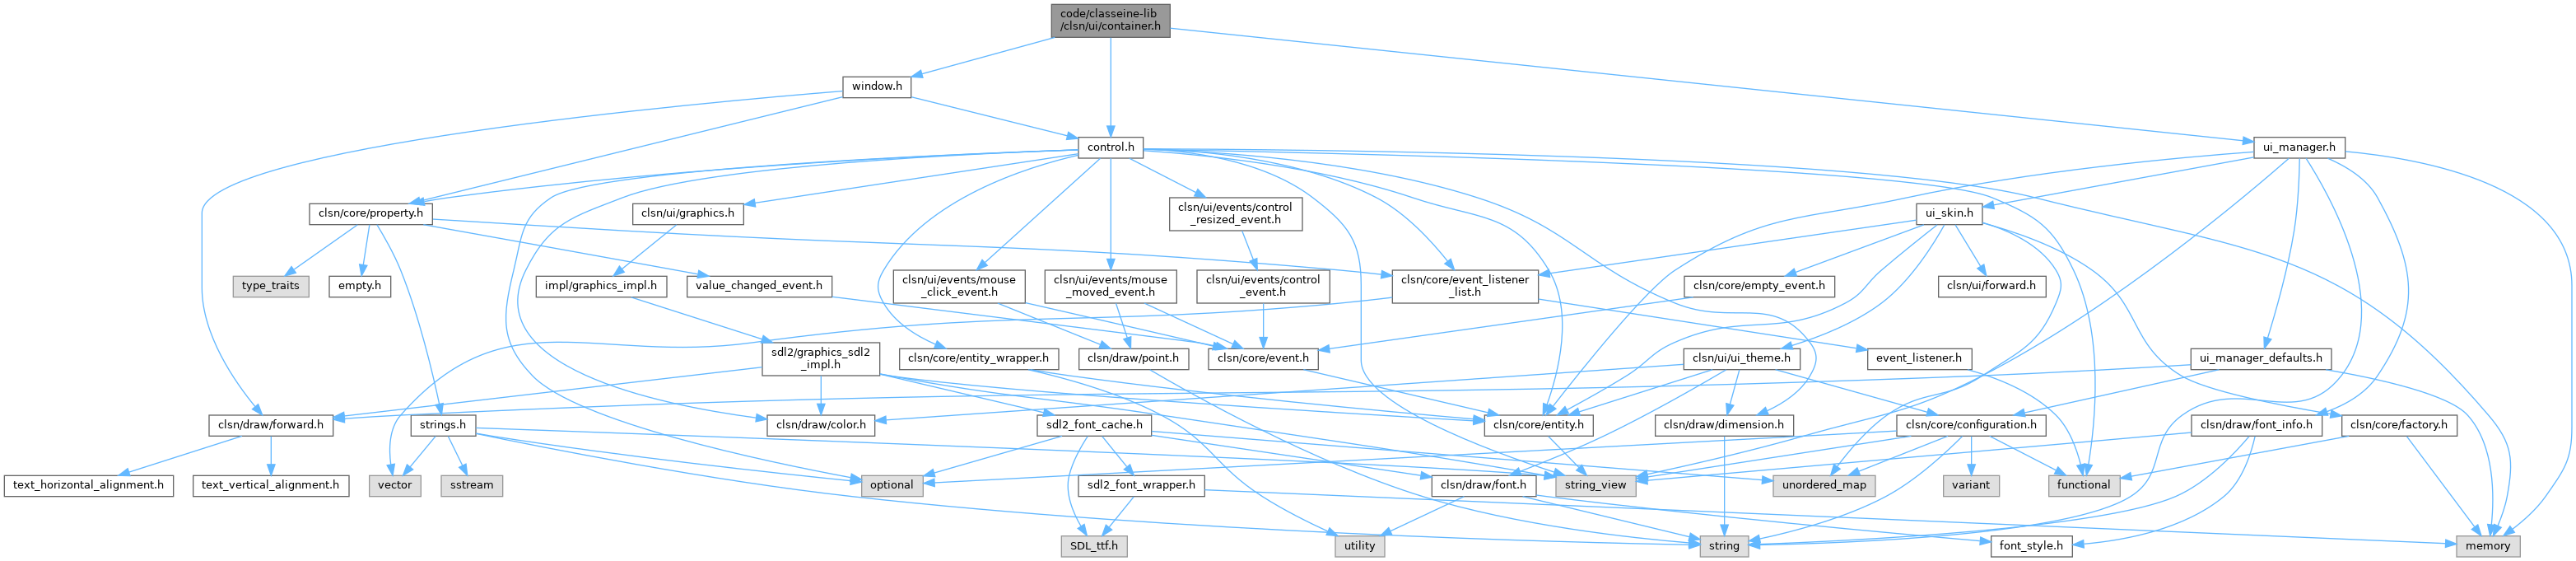 code/classeine-lib
/clsn/ui/container.h
window.h
control.h
ui_manager.h
clsn/core/property.h
clsn/ui/graphics.h
clsn/ui/events/control
_resized_event.h
ui_skin.h
type_traits
empty.h
impl/graphics_impl.h
value_changed_event.h
clsn/ui/events/mouse
_click_event.h
clsn/ui/events/mouse
_moved_event.h
clsn/ui/events/control
_event.h
clsn/core/event_listener
_list.h
clsn/core/empty_event.h
clsn/ui/forward.h
sdl2/graphics_sdl2
_impl.h
clsn/core/entity_wrapper.h
clsn/draw/point.h
clsn/core/event.h
clsn/ui/ui_theme.h
event_listener.h
ui_manager_defaults.h
clsn/draw/forward.h
strings.h
clsn/draw/color.h
sdl2_font_cache.h
clsn/core/entity.h
clsn/draw/dimension.h
clsn/core/configuration.h
clsn/draw/font_info.h
clsn/core/factory.h
text_horizontal_alignment.h
text_vertical_alignment.h
vector
sstream
optional
sdl2_font_wrapper.h
clsn/draw/font.h
string_view
unordered_map
variant
functional
SDL_ttf.h
utility
string
font_style.h
memory